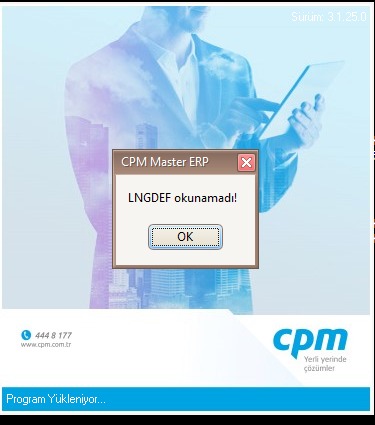 Sürüm: 3.1.25.0
CPM Master ERP
LNGDEF okunamadı!
OK
444 8 177
www.cpm.com.tr
cpm
Yerli yerinde
çözümler
Program Yükleniyor...